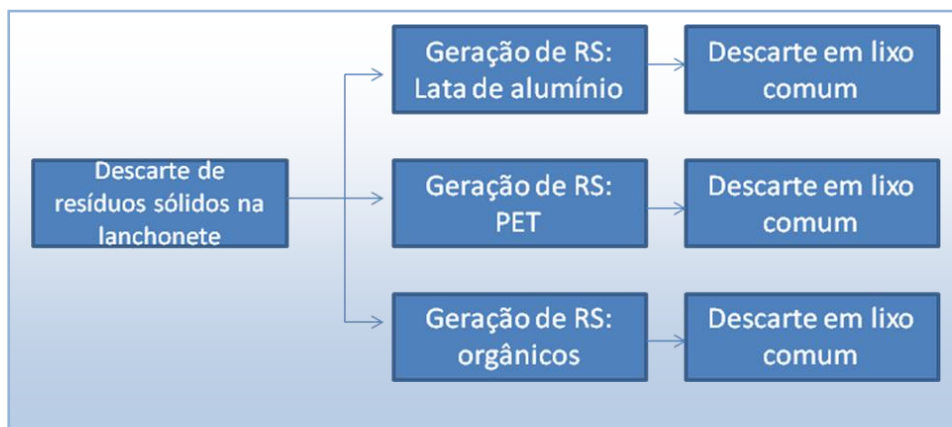 Descarte de
resíduos sólidos na
lanchonete
Geração de RS:
Lata de alumínio
Descarte em lixo
comum
Geração de RS:
PET
Descarte em lixo
comum
Geração de RS:
orgânicos
Descarte em lixo
comum